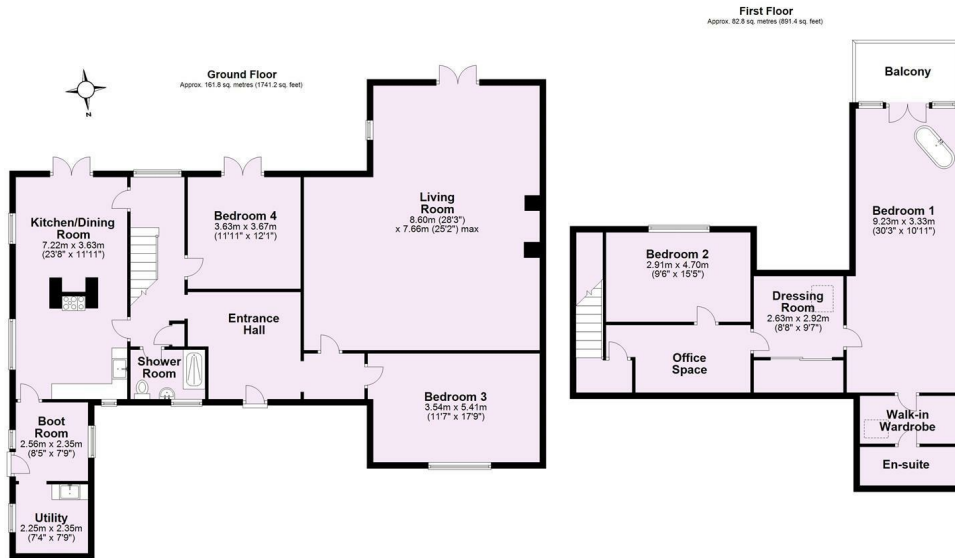 Ground Floor
Approx. 161.8 sq. metres (1741.2 sq. feet)
N
Kitchen/Dining
Room
7.22m x 3.63m
(23'8" x 11'11")
Bedroom 4
3.63m x 3.67m
(11'11" x 12'1")
Living
Room
8.60m (28'3")
x 7.66m (25'2") max
Entrance
Hall
Shower
Room
Bedroom 3
3.54m x 5.41m
(11'7" x 17'9")
Boot
Room
2.56m x 2.35m
(8'5" x 7'9")
Utility
2.25m x 2.35m
(7'4" x 7'9")
First Floor
Approx. 82.8 sq. metres (891.4 sq. feet)
Balcony
Bedroom 1
9.23m x 3.33m
(30'3" x 10'11")
Bedroom 2
2.91m x 4.70m
(9'6" x 15'5")
Dressing
Room
2.63m x 2.92m
(8'8" x 9'7")
Office
Space
Walk-in
Wardrobe
En-suite